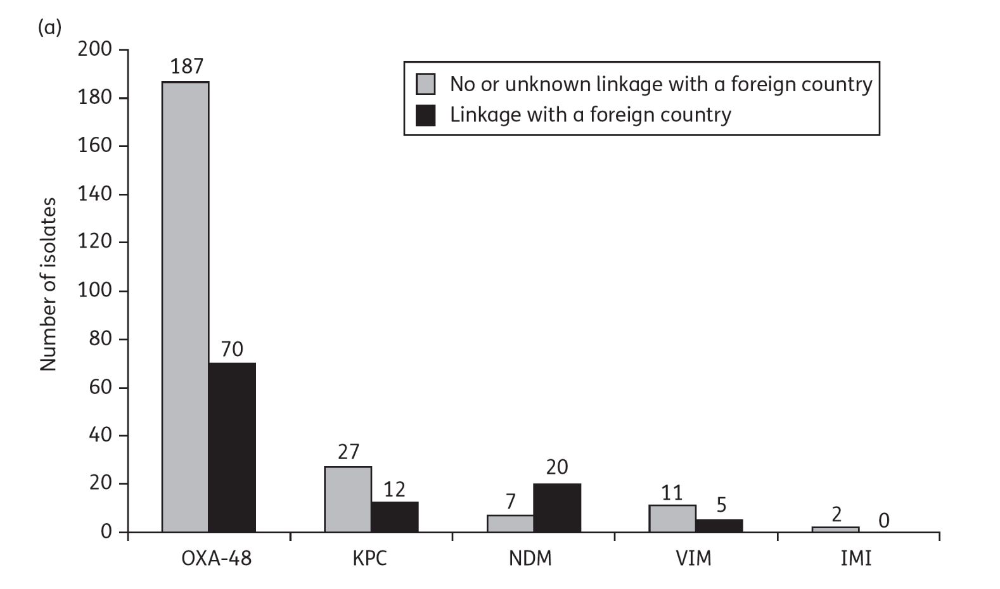 (a)
200
180
160
140
120
100
80
60
40
20
0
Number of isolates
No or unknown linkage with a foreign country
Linkage with a foreign country
187
70
27
12
7
20
11
5
2
0
OXA-48
KPC
NDM
VIM
IMI